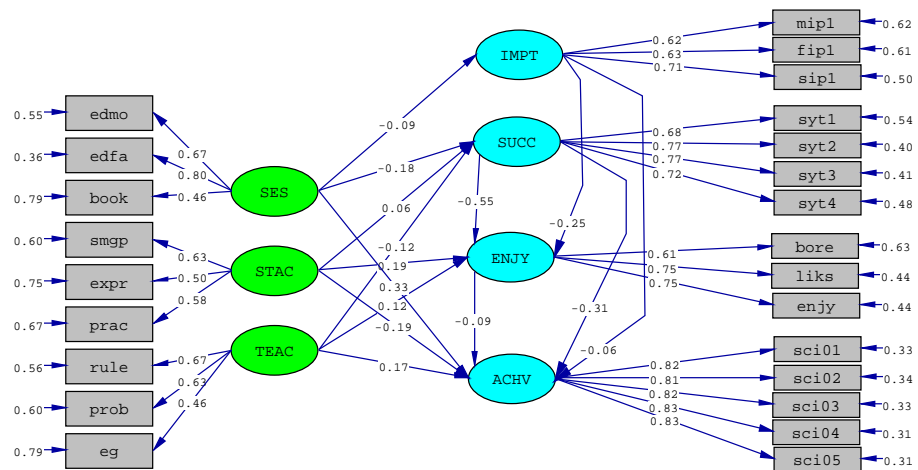 mip1
0.62
0.62
fip1
0.63
0.61
sip1
0.71
0.50
IMPT
edmo
0.55
0.67
-0.09
syt1
0.68
0.54
SUCC
syt2
0.77
0.40
edfa
0.36
0.80
-0.18
syt3
0.77
0.41
book
0.79
0.46
SES
0.06
-0.55
syt4
0.72
0.48
smgp
0.60
0.63
-0.12
-0.25
bore
0.61
0.63
ENJY
STAC
0.19
liks
0.75
0.44
expr
0.75
0.50
0.33
enjy
0.75
0.44
prac
0.67
0.58
0.12
-0.19
-0.09
-0.31
-0.06
sci01
0.82
0.33
TEAC
rule
0.56
0.67
0.17
ACHV
sci02
0.81
0.34
prob
0.60
0.63
sci03
0.82
0.33
eg
0.79
0.46
sci04
0.83
0.31
sci05
0.83
0.31